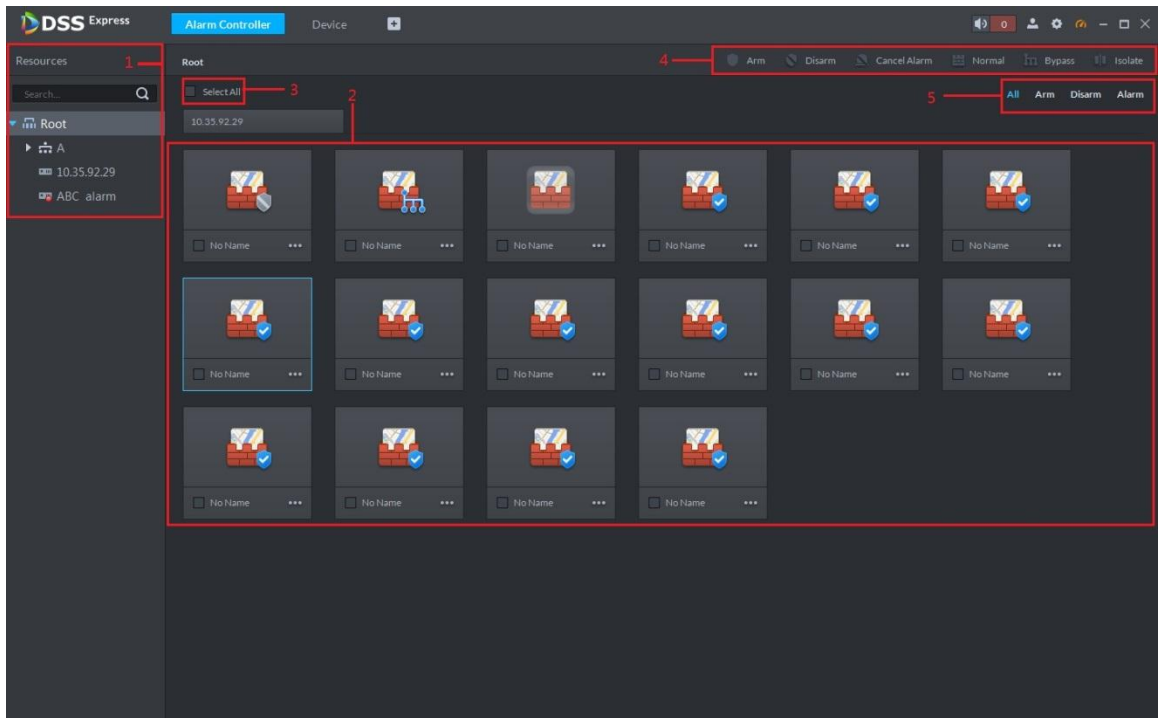 DSS Express
Alarm Controller Device
0
Resources 1
Root
4 Arm Disarm Cancel Alarm Normal Bypass Isolate
Search...
Select All 3
2
5 All Arm Disarm Alarm
Root
10.35.92.29
A
10.35.92.29
ABC alarm
No Name ••• No Name ••• No Name ••• No Name ••• No Name ••• No Name •••
No Name ••• No Name ••• No Name ••• No Name ••• No Name ••• No Name •••
No Name ••• No Name ••• No Name ••• No Name •••